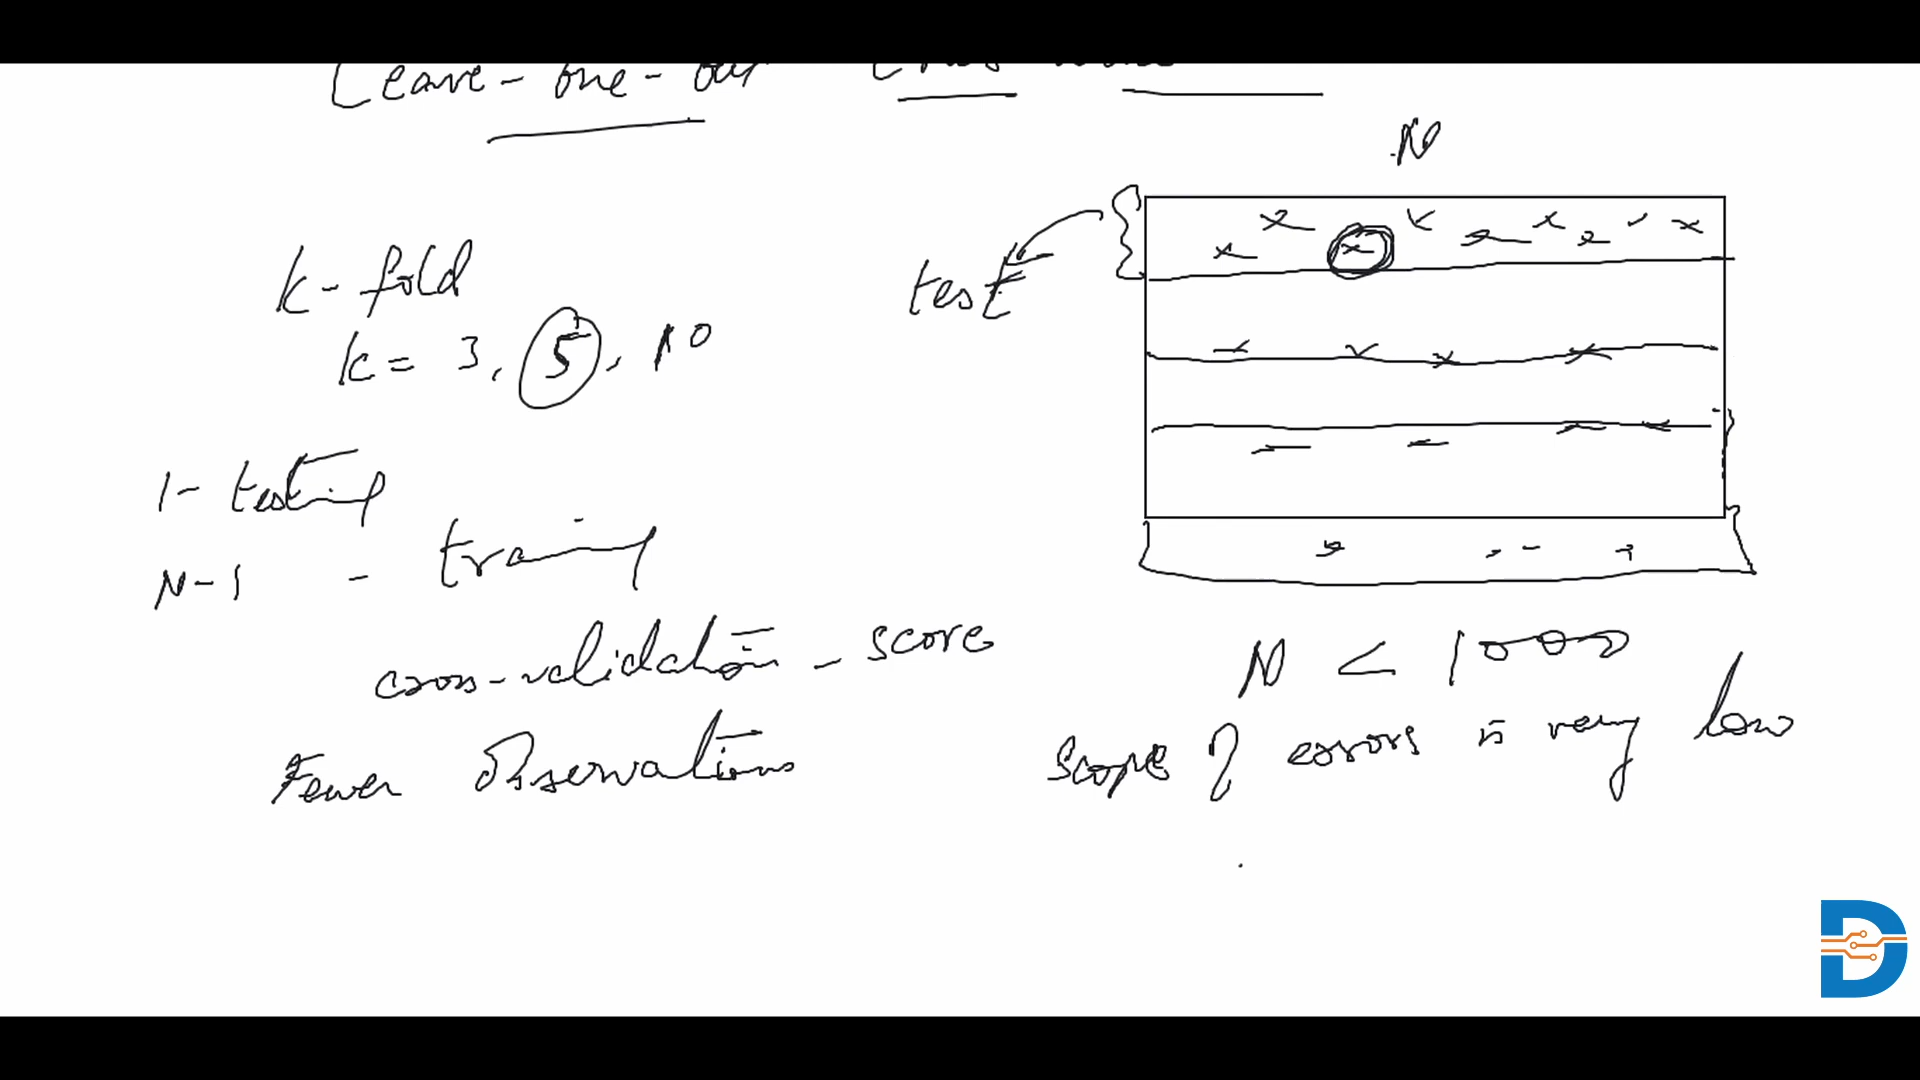 Leave-one-out Cross
N
k-fold
test
k = 3, 5, 10
1- testing
N-1 - training
cross-validation - score
N < 1000
Fewer Observations
Scope of errors is very low